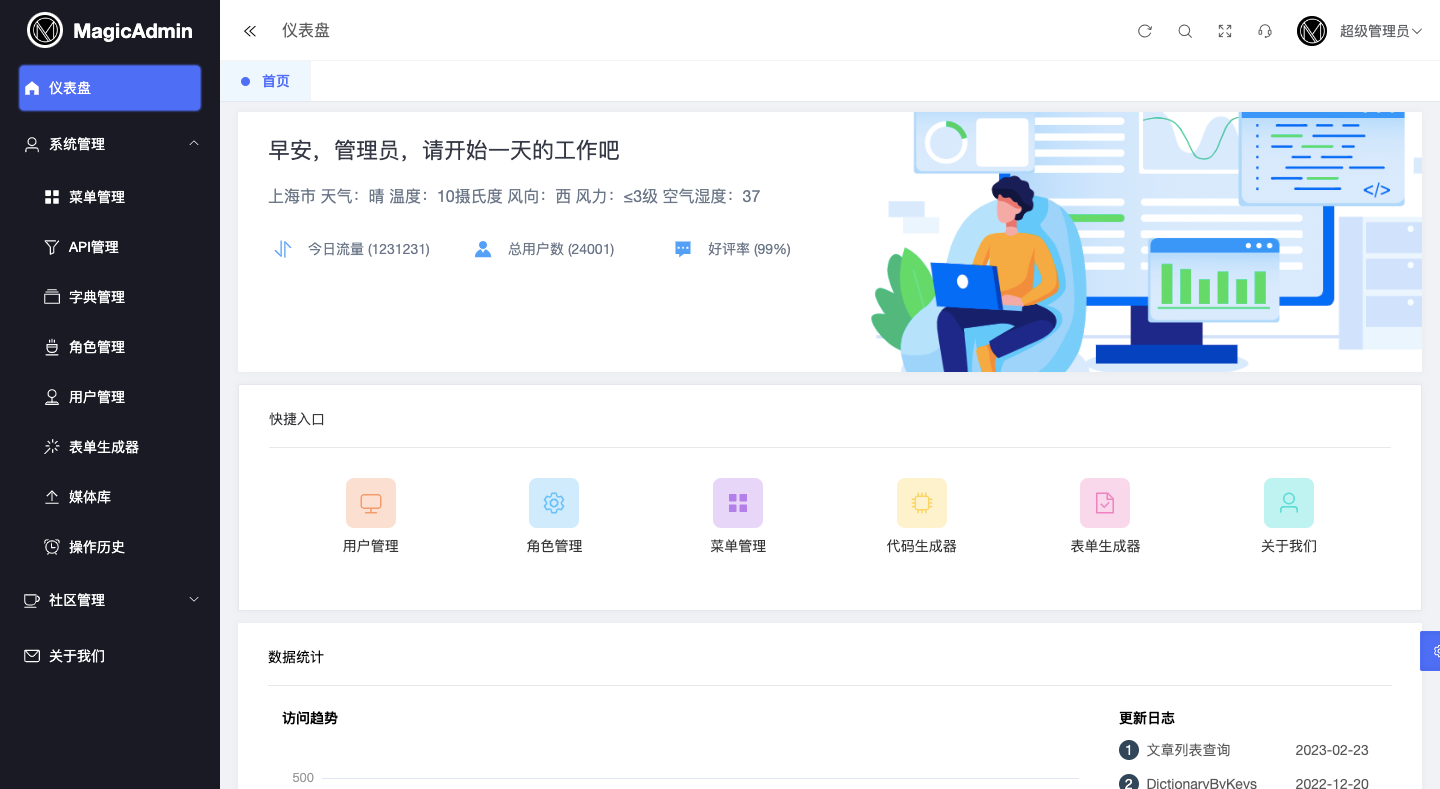 MagicAdmin
仪表盘
系统管理
菜单管理
API管理
字典管理
角色管理
用户管理
表单生成器
媒体库
操作历史
社区管理
关于我们
仪表盘
超级管理员
首页
早安，管理员，请开始一天的工作吧
上海市 天气：晴 温度：10摄氏度 风向：西 风力：≤3级 空气湿度：37
今日流量 (1231231) 总用户数 (24001) 好评率 (99%)
</>
快捷入口
用户管理 角色管理 菜单管理 代码生成器 表单生成器 关于我们
数据统计
访问趋势
500
更新日志
1 文章列表查询 2023-02-23
2 DictionaryByKeys 2022-12-20